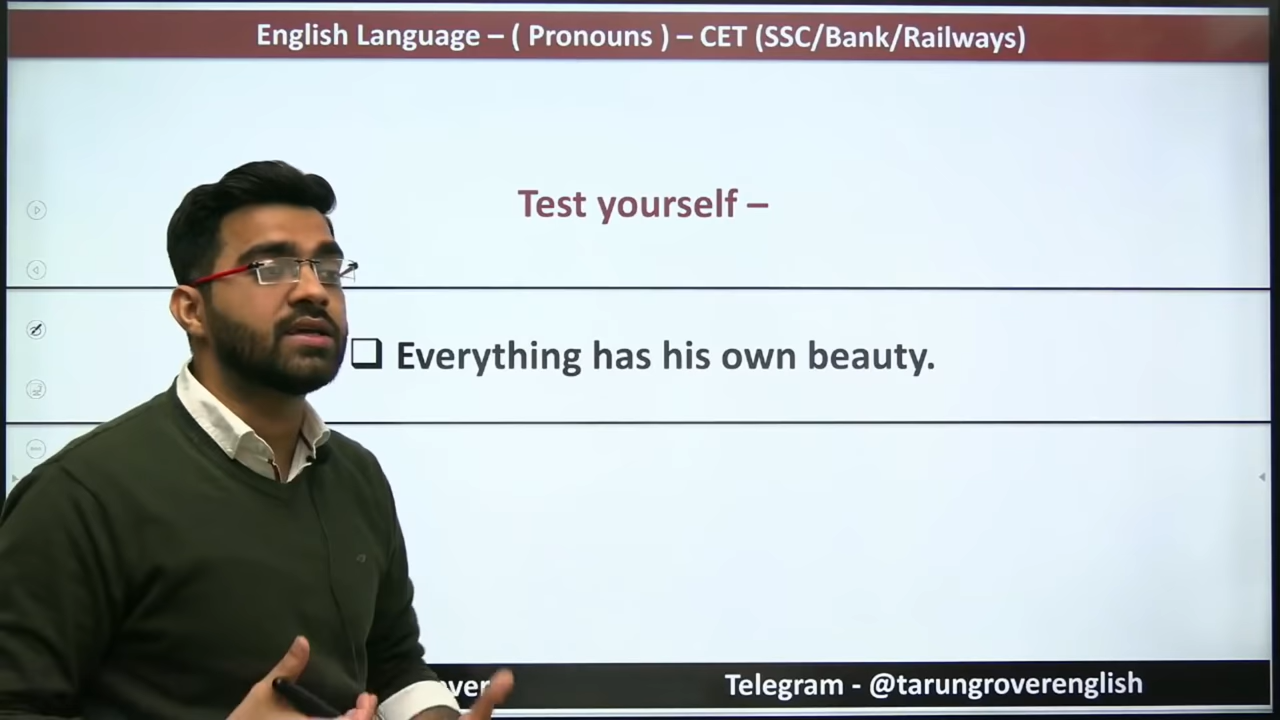 English Language – ( Pronouns ) – CET (SSC/Bank/Railways)
Test yourself –
❑ Everything has his own beauty.
Telegram - @tarungroverenglish